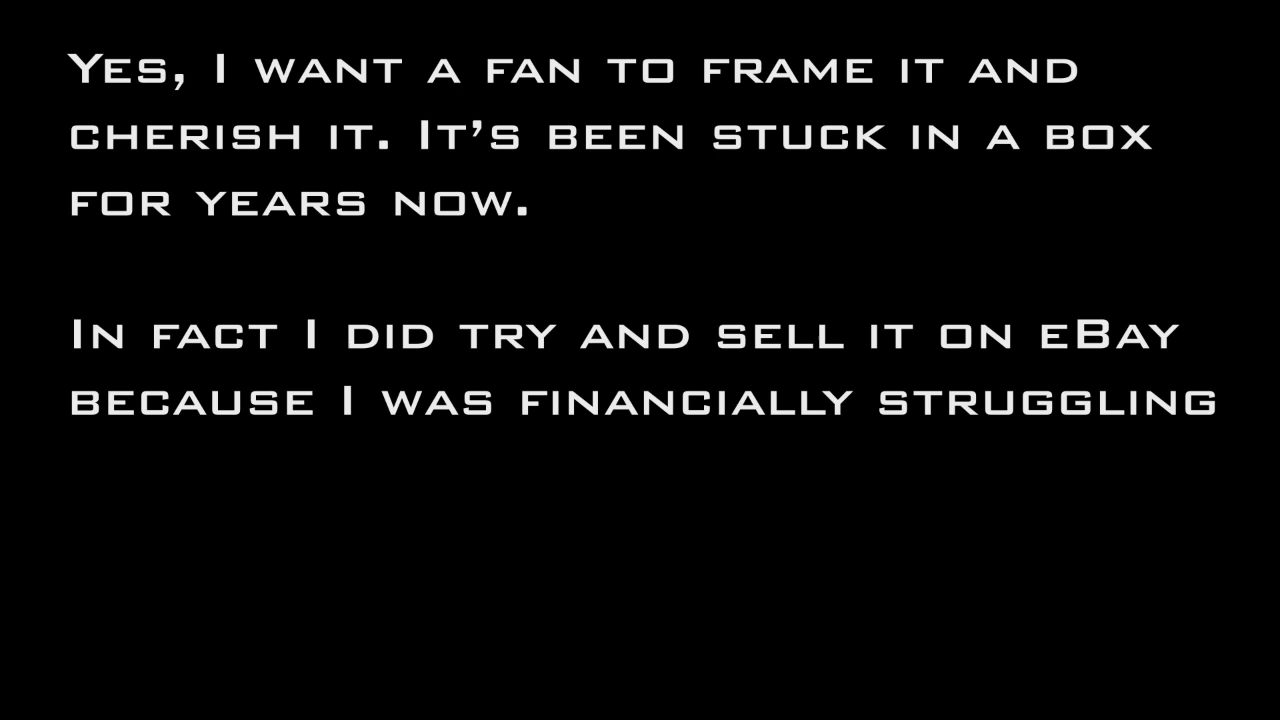 Yes, I want a fan to frame it and
cherish it. It’s been stuck in a box
for years now.
In fact I did try and sell it on eBay
because I was financially struggling